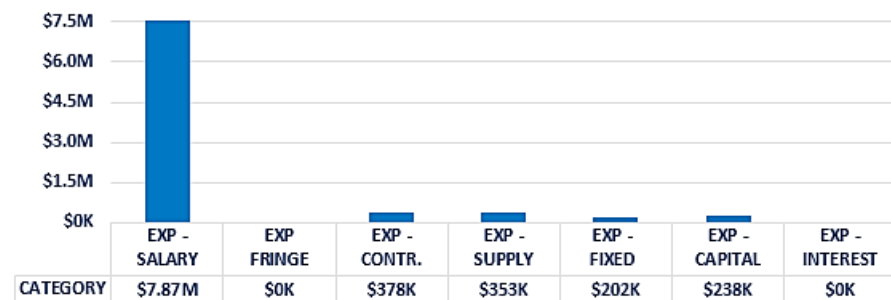 $7.5M
$6.0M
$4.5M
$3.0M
$1.5M
$0K
EXP - SALARY
EXP FRINGE
EXP - CONTR.
EXP - SUPPLY
EXP - FIXED
EXP - CAPITAL
EXP - INTEREST
CATEGORY $7.87M $0K $378K $353K $202K $238K $0K